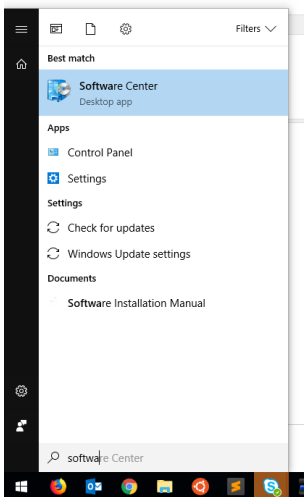 Filters
Best match
Software Center
Desktop app
Apps
Control Panel
Settings
Settings
Check for updates
Windows Update settings
Documents
Software Installation Manual
software Center